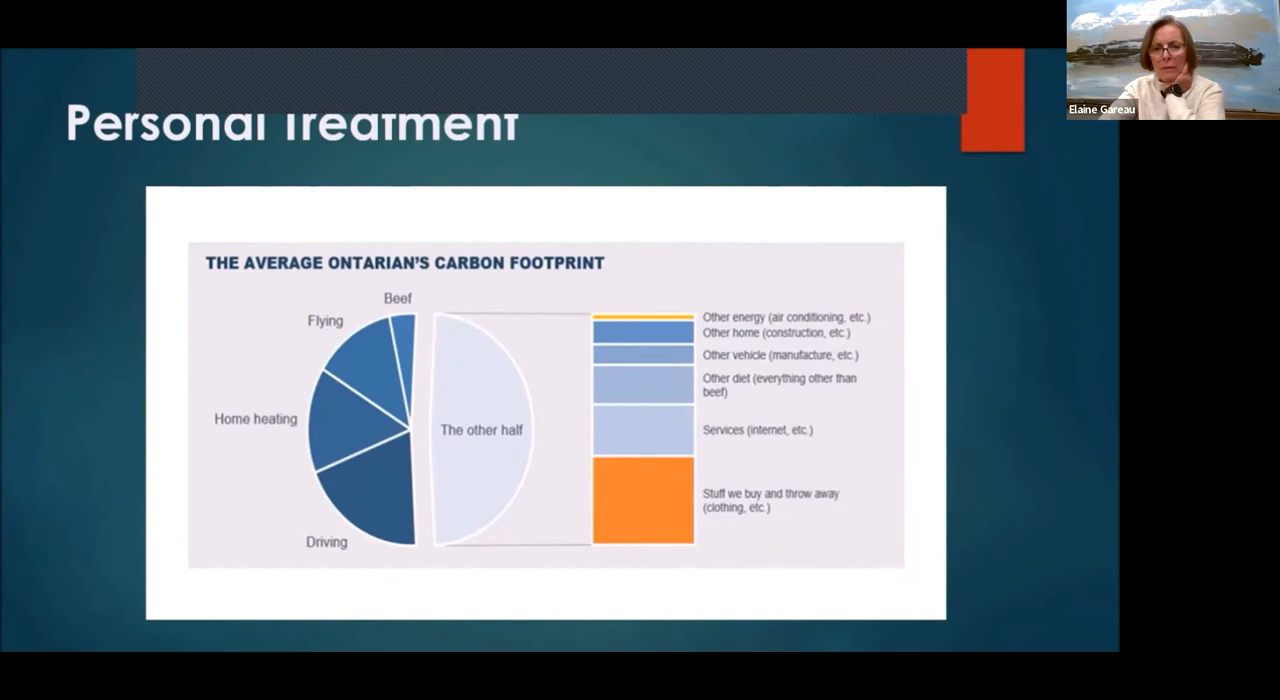 Elaine Gareau
Personal Treatment
THE AVERAGE ONTARIAN'S CARBON FOOTPRINT
Beef
Flying
Home heating
Driving
The other half
Other energy (air conditioning, etc.)
Other home (construction, etc.)
Other vehicle (manufacture, etc.)
Other diet (everything other than
beef)
Services (internet, etc.)
Stuff we buy and throw away
(clothing, etc.)